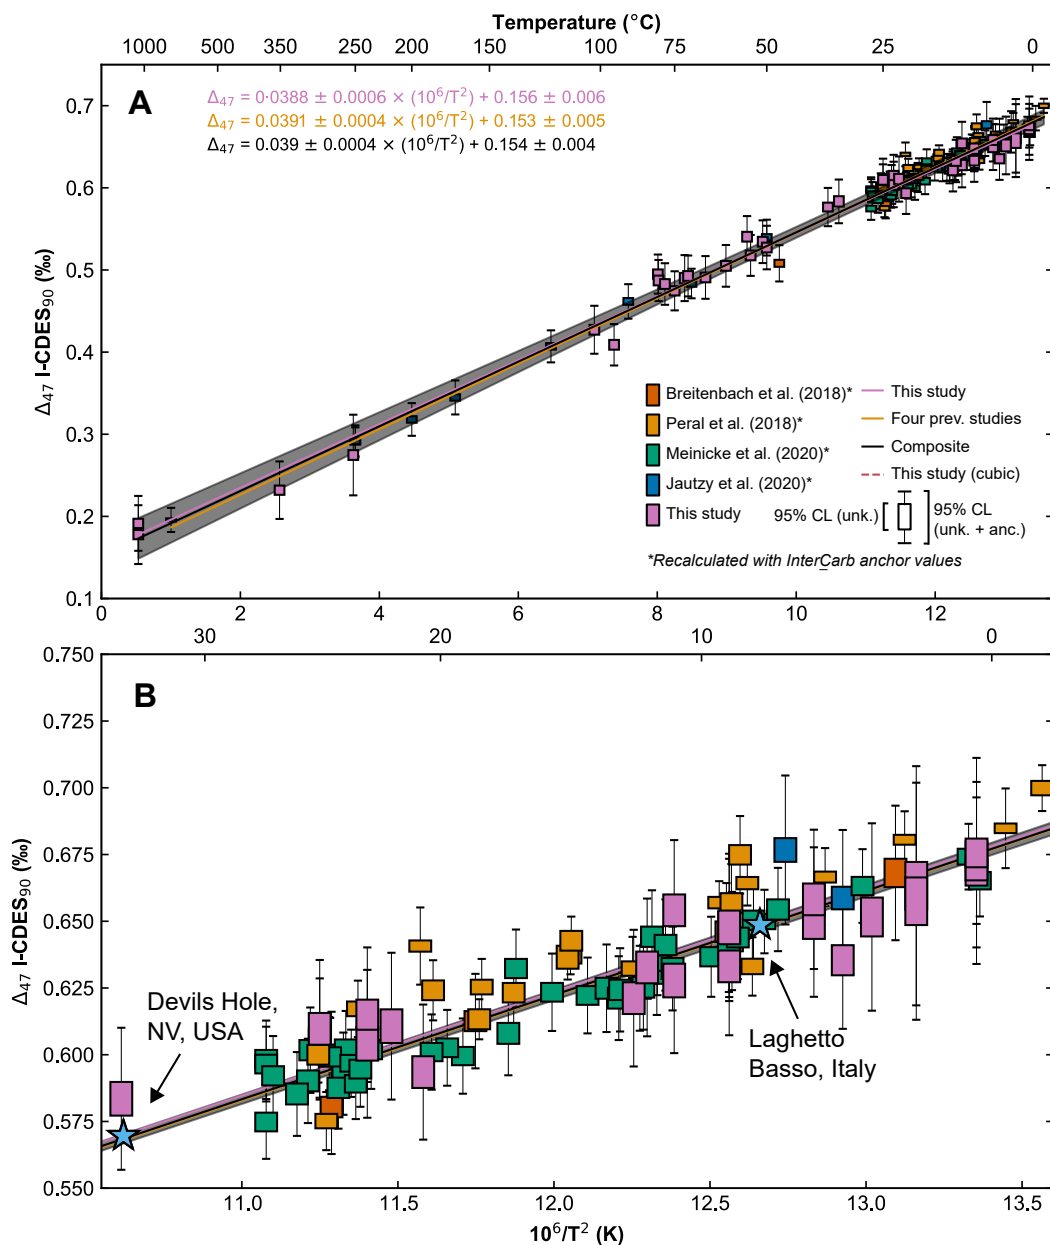 Temperature (°C)
1000 500 350 250 200 150 100 75 50 25 0
A
Δ47 = 0.0388 ± 0.0006 × (10⁶/T²) + 0.156 ± 0.006
Δ47 = 0.0391 ± 0.0004 × (10⁶/T²) + 0.153 ± 0.005
Δ47 = 0.039 ± 0.0004 × (10⁶/T²) + 0.154 ± 0.004
0.7
0.6
0.5
0.4
0.3
0.2
0.1
Δ47 I-CDES90 (‰)
Breitenbach et al. (2018)*
Peral et al. (2018)*
Meinicke et al. (2020)*
Jautzy et al. (2020)*
This study
This study
Four prev. studies
Composite
This study (cubic)
95% CL (unk.)
95% CL
(unk. + anc.)
*Recalculated with InterCarb anchor values
0 2 4 6 8 10 12
30 20 10 0
B
0.750
0.725
0.700
0.675
0.650
0.625
0.600
0.575
0.550
Δ47 I-CDES90 (‰)
Devils Hole,
NV, USA
Laghetto
Basso, Italy
11.0 11.5 12.0 12.5 13.0 13.5
10⁶/T² (K)